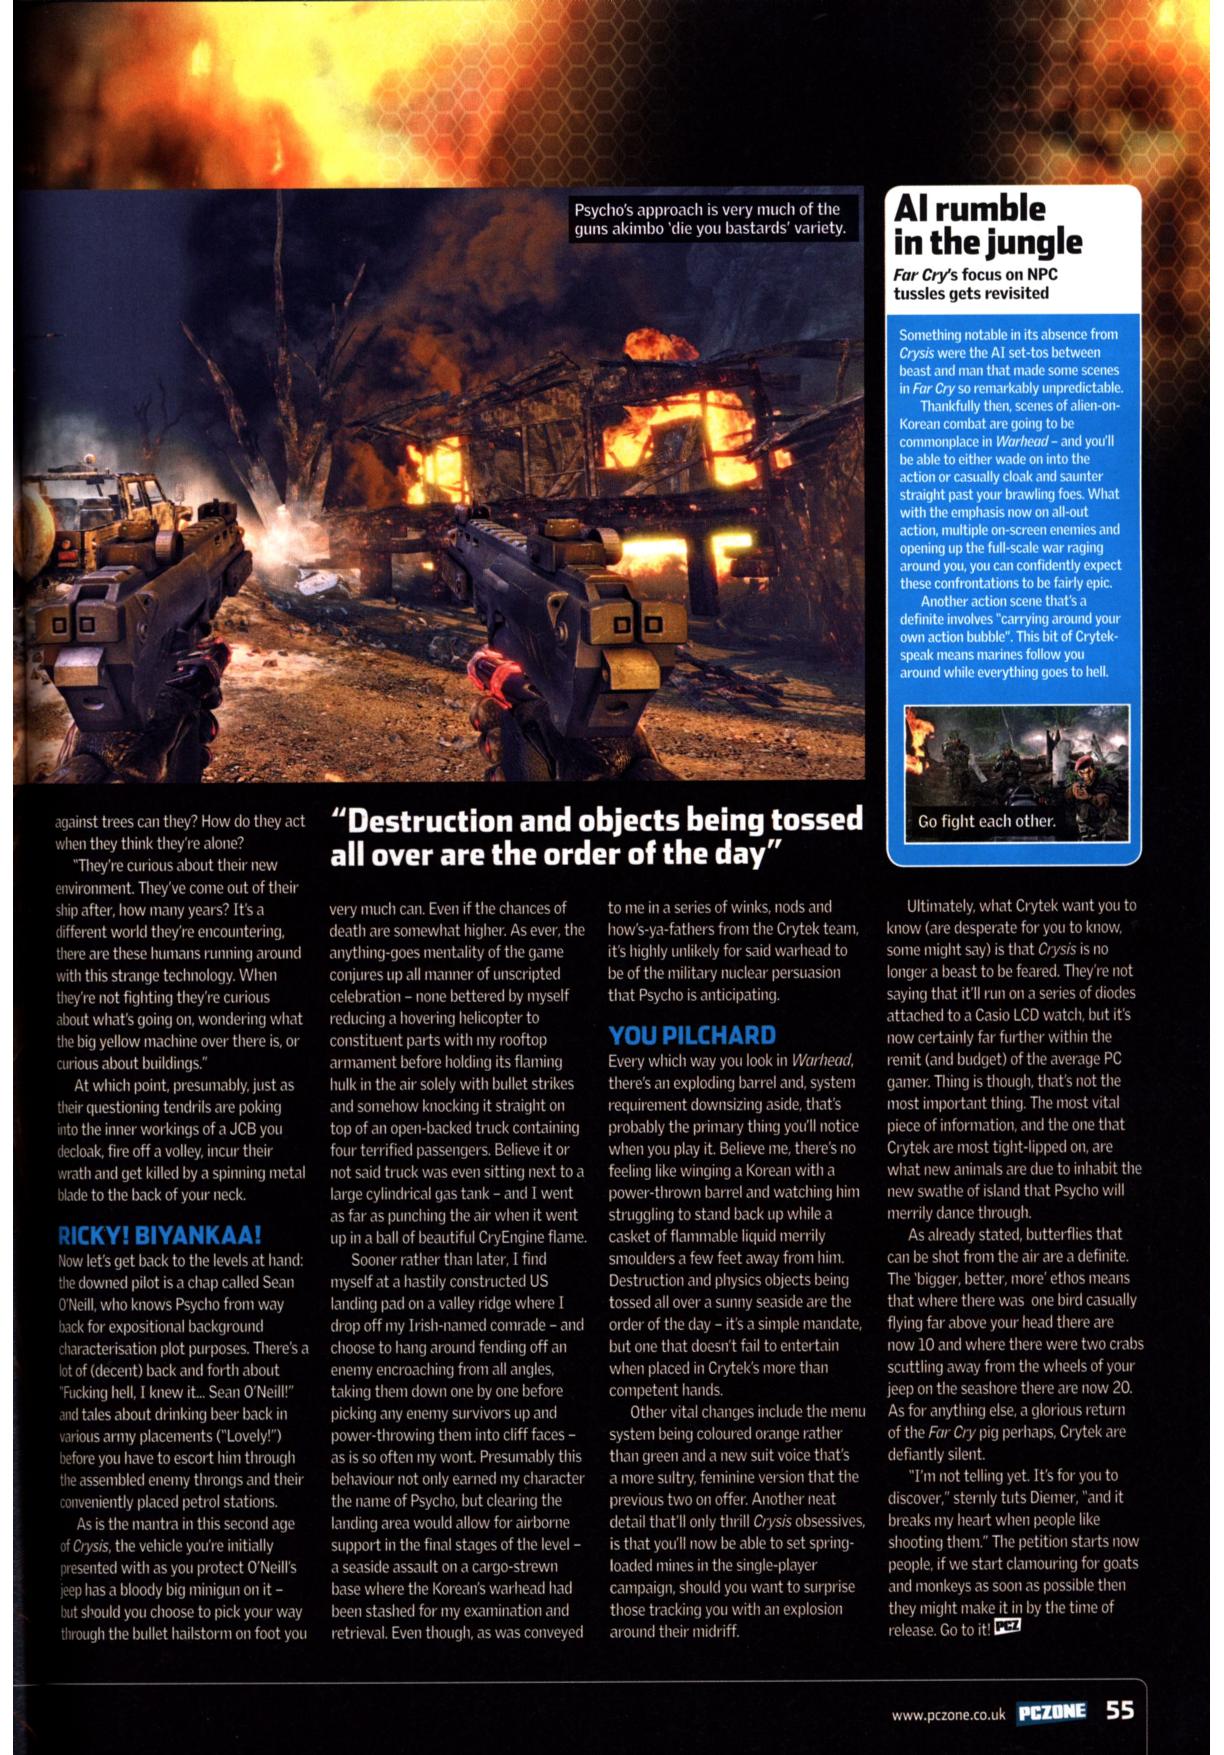 Psycho's approach is very much of the
guns akimbo 'die you bastards' variety.
AI rumble
in the jungle
Far Cry's focus on NPC
tussles gets revisited
Something notable in its absence from
Crysis were the AI set-tos between
beast and man that made some scenes
in Far Cry so remarkably unpredictable.
Thankfully then, scenes of alien-on-
Korean combat are going to be
commonplace in Warhead – and you'll
be able to either wade on into the
action or casually cloak and saunter
straight past your brawling foes. What
with the emphasis now on all-out
action, multiple on-screen enemies and
opening up the full-scale war raging
around you, you can confidently expect
these confrontations to be fairly epic.
Another action scene that's a
definite involves "carrying around your
own action bubble". This bit of Crytek-
speak means marines follow you
around while everything goes to hell.
Go fight each other.
"Destruction and objects being tossed
all over are the order of the day"
against trees can they? How do they act
when they think they're alone?
"They're curious about their new
environment. They've come out of their
ship after, how many years? It's a
different world they're encountering,
there are these humans running around
with this strange technology. When
they're not fighting they're curious
about what's going on, wondering what
the big yellow machine over there is, or
curious about buildings."
At which point, presumably, just as
their questioning tendrils are poking
into the inner workings of a JCB you
decloak, fire off a volley, incur their
wrath and get killed by a spinning metal
blade to the back of your neck.
RICKY! BIYANKAA!
Now let's get back to the levels at hand:
the downed pilot is a chap called Sean
O'Neill, who knows Psycho from way
back for expositional background
characterisation plot purposes. There's a
lot of (decent) back and forth about
"Fucking hell, I knew it... Sean O'Neill!"
and tales about drinking beer back in
various army placements ("Lovely!")
before you have to escort him through
the assembled enemy throngs and their
conveniently placed petrol stations.
As is the mantra in this second age
of Crysis, the vehicle you're initially
presented with as you protect O'Neill's
jeep has a bloody big minigun on it –
but should you choose to pick your way
through the bullet hailstorm on foot you
very much can. Even if the chances of
death are somewhat higher. As ever, the
anything-goes mentality of the game
conjures up all manner of unscripted
celebration – none bettered by myself
reducing a hovering helicopter to
constituent parts with my rooftop
armament before holding its flaming
hulk in the air solely with bullet strikes
and somehow knocking it straight on
top of an open-backed truck containing
four terrified passengers. Believe it or
not said truck was even sitting next to a
large cylindrical gas tank – and I went
as far as punching the air when it went
up in a ball of beautiful CryEngine flame.
Sooner rather than later, I find
myself at a hastily constructed US
landing pad on a valley ridge where I
drop off my Irish-named comrade – and
choose to hang around fending off an
enemy encroaching from all angles,
taking them down one by one before
picking any enemy survivors up and
power-throwing them into cliff faces –
as is so often my wont. Presumably this
behaviour not only earned my character
the name of Psycho, but clearing the
landing area would allow for airborne
support in the final stages of the level –
a seaside assault on a cargo-strewn
base where the Korean's warhead had
been stashed for my examination and
retrieval. Even though, as was conveyed
to me in a series of winks, nods and
how's-ya-fathers from the Crytek team,
it's highly unlikely for said warhead to
be of the military nuclear persuasion
that Psycho is anticipating.
YOU PILCHARD
Every which way you look in Warhead,
there's an exploding barrel and, system
requirement downsizing aside, that's
probably the primary thing you'll notice
when you play it. Believe me, there's no
feeling like winging a Korean with a
power-thrown barrel and watching him
struggling to stand back up while a
casket of flammable liquid merrily
smoulders a few feet away from him.
Destruction and physics objects being
tossed all over a sunny seaside are the
order of the day – it's a simple mandate,
but one that doesn't fail to entertain
when placed in Crytek's more than
competent hands.
Other vital changes include the menu
system being coloured orange rather
than green and a new suit voice that's
a more sultry, feminine version that the
previous two on offer. Another neat
detail that'll only thrill Crysis obsessives,
is that you'll now be able to set spring-
loaded mines in the single-player
campaign, should you want to surprise
those tracking you with an explosion
around their midriff.
Ultimately, what Crytek want you to
know (are desperate for you to know,
some might say) is that Crysis is no
longer a beast to be feared. They're not
saying that it'll run on a series of diodes
attached to a Casio LCD watch, but it's
now certainly far further within the
remit (and budget) of the average PC
gamer. Thing is though, that's not the
most important thing. The most vital
piece of information, and the one that
Crytek are most tight-lipped on, are
what new animals are due to inhabit the
new swathe of island that Psycho will
merrily dance through.
As already stated, butterflies that
can be shot from the air are a definite.
The 'bigger, better, more' ethos means
that where there was one bird casually
flying far above your head there are
now 10 and where there were two crabs
scuttling away from the wheels of your
jeep on the seashore there are now 20.
As for anything else, a glorious return
of the Far Cry pig perhaps, Crytek are
defiantly silent.
"I'm not telling yet. It's for you to
discover," sternly tuts Diemer, "and it
breaks my heart when people like
shooting them." The petition starts now
people, if we start clamouring for goats
and monkeys as soon as possible then
they might make it in by the time of
release. Go to it! PCZ
www.pczone.co.uk PCZONE 55